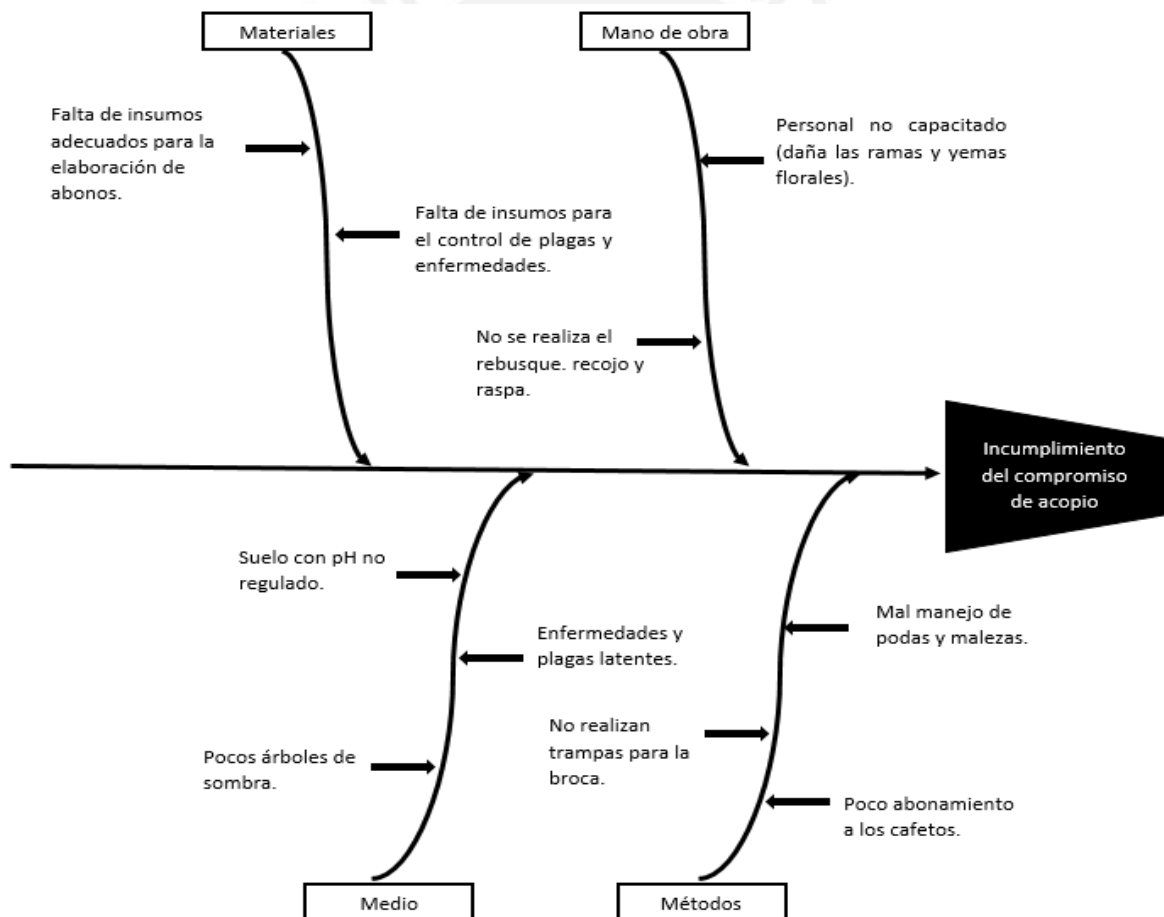 Materiales
Mano de obra
Falta de insumos
adecuados para la
elaboración de
abonos.
Personal no capacitado
(daña las ramas y yemas
florales).
Falta de insumos para
el control de plagas y
enfermedades.
No se realiza el
rebusque. recojo y
raspa.
Incumplimiento
del compromiso
de acopio
Suelo con pH no
regulado.
Mal manejo de
podas y malezas.
Enfermedades y
plagas latentes.
No realizan
trampas para la
broca.
Pocos árboles de
sombra.
Poco abonamiento
a los cafetos.
Medio
Métodos